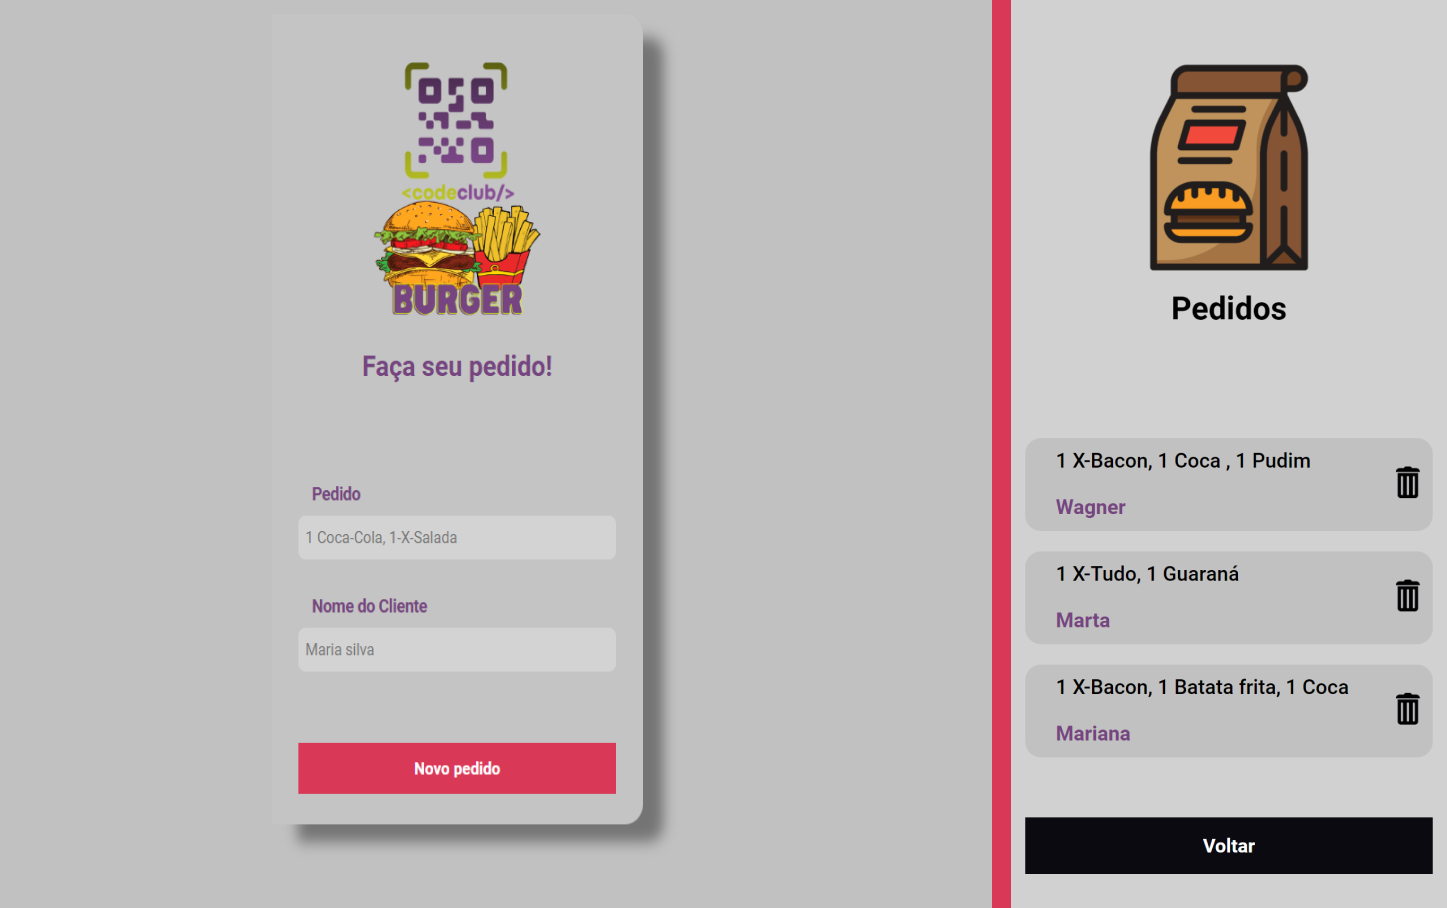 <codeclub/>
BURGER
Faça seu pedido!
Pedido
1 Coca-Cola, 1-X-Salada
Nome do Cliente
Maria silva
Novo pedido
Pedidos
1 X-Bacon, 1 Coca , 1 Pudim
Wagner
1 X-Tudo, 1 Guaraná
Marta
1 X-Bacon, 1 Batata frita, 1 Coca
Mariana
Voltar